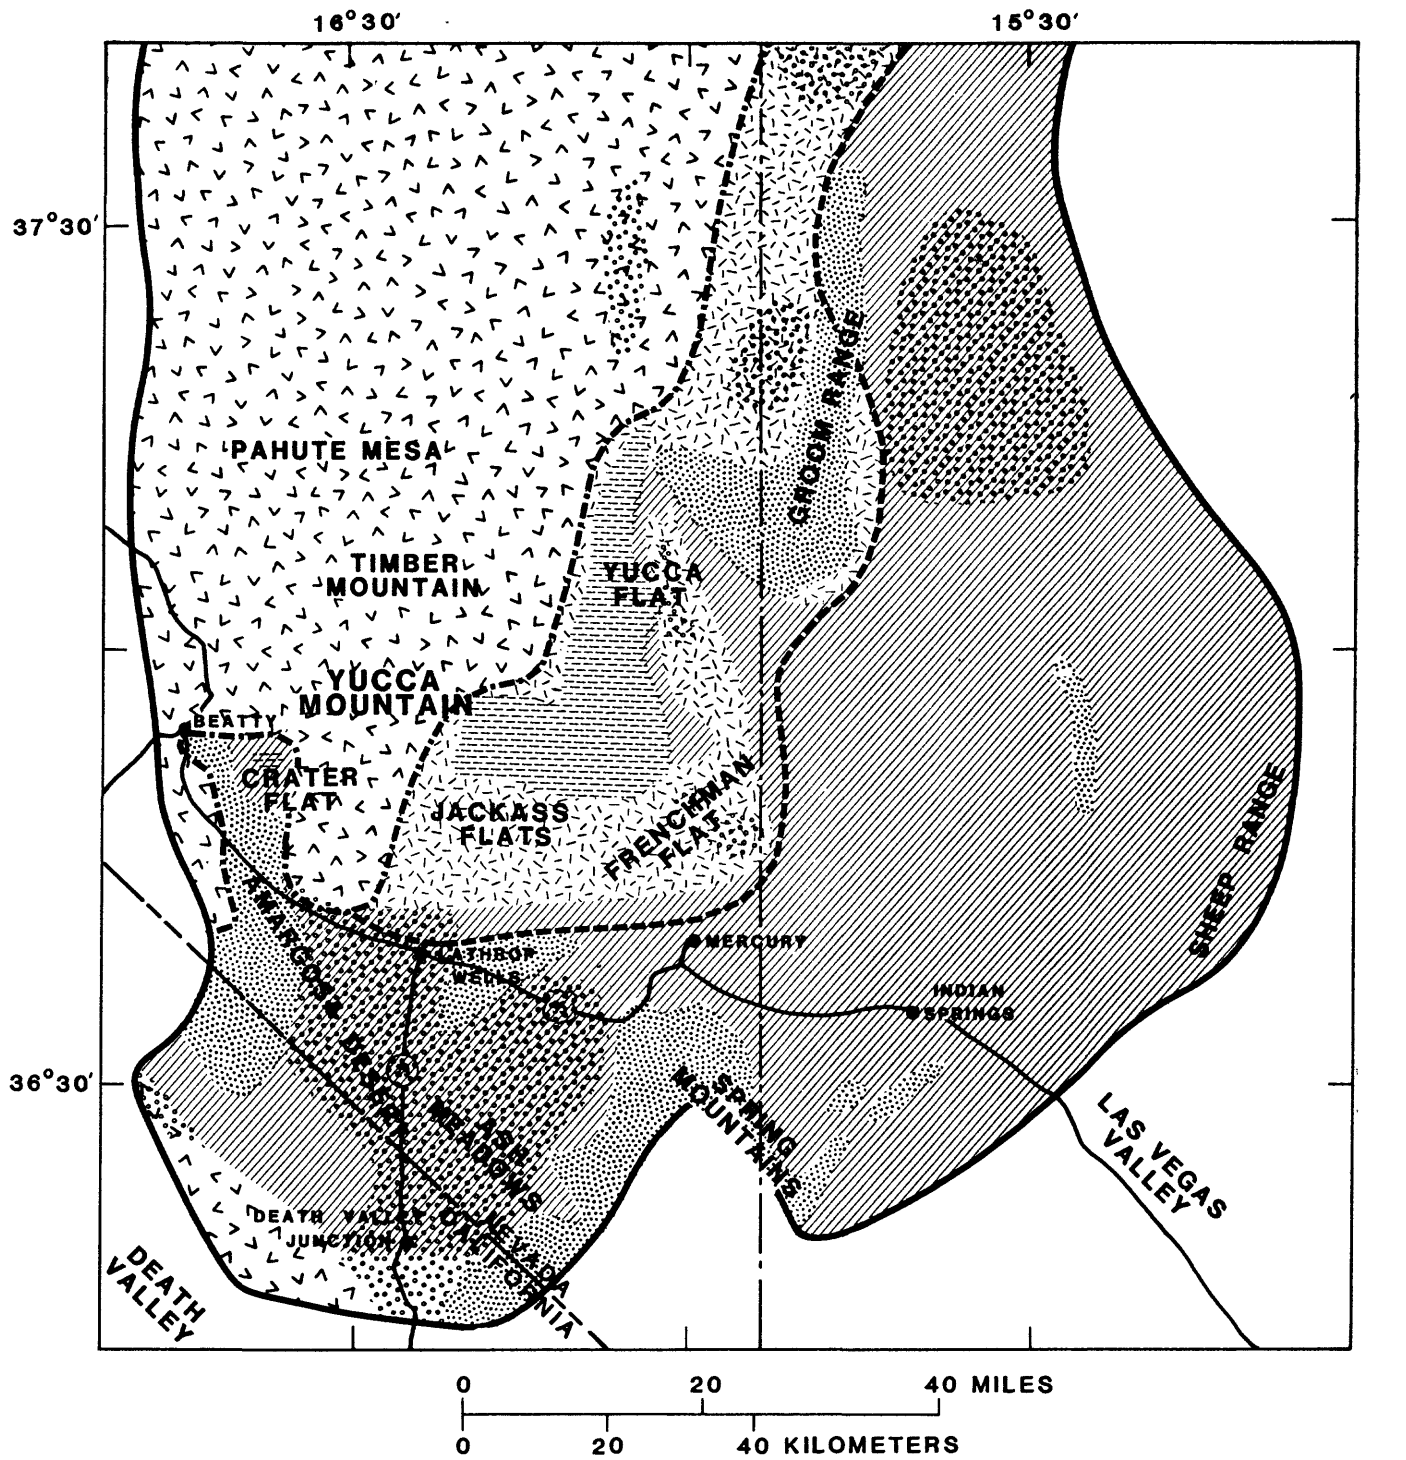 16°30′
15°30′
37°30′
GROOM RANGE
PAHUTE MESA
TIMBER
MOUNTAIN
YUCCA
FLAT
YUCCA
MOUNTAIN
BEATTY
CRATER
FLAT
JACKASS
FLATS
FRENCHMAN
FLAT
SHEEP RANGE
AMARGOSA DESERT
LATHROP
WELLS
MERCURY
INDIAN
SPRINGS
36°30′
SPRING
MOUNTAINS
ASH
MEADOWS
LAS VEGAS
VALLEY
DEATH VALLEY
JUNCTION
NEVADA
CALIFORNIA
DEATH
VALLEY
0 20 40 MILES
0 20 40 KILOMETERS